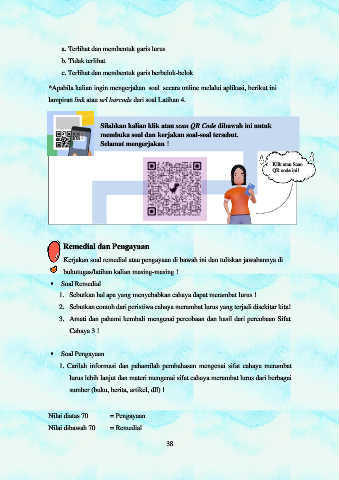 a. Terlihat dan membentuk garis lurus
b. Tidak terlihat
c. Terlihat dan membentuk garis berbeluk-belok
*Apabila kalian ingin mengerjakan soal secara online melalui aplikasi, berikut ini
lampiran link atau url barcode dari soal Latihan 4.
Silahkan kalian klik atau scan QR Code dibawah ini untuk
membuka soal dan kerjakan soal-soal tersebut.
Selamat mengerjakan !
Klik atau Scan
QR code ini!
Remedial dan Pengayaan
Kerjakan soal remedial atau pengayaan di bawah ini dan tuliskan jawabannya di
bukutugas/latihan kalian masing-masing !
• Soal Remedial
1. Sebutkan hal apa yang menyebabkan cahaya dapat merambat lurus !
2. Sebutkan contoh dari peristiwa cahaya merambat lurus yang terjadi disekitar kita!
3. Amati dan pahami kembali mengenai percobaan dan hasil dari percobaan Sifat
Cahaya 3 !
• Soal Pengayaan
1. Carilah informasi dan pahamilah pembahasan mengenai sifat cahaya merambat
lurus lebih lanjut dan materi mengenai sifat cahaya merambat lurus dari berbagai
sumber (buku, berita, artikel, dll) !
Nilai diatas 70 = Pengayaan
Nilai dibawah 70 = Remedial
38